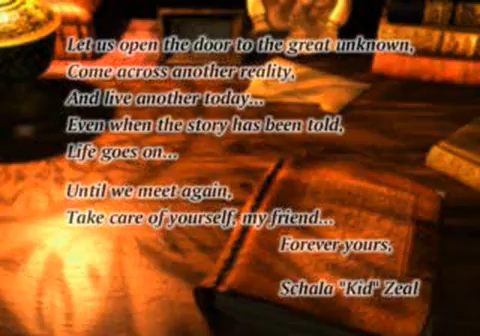 Let us open the door to the great unknown,
Come across another reality,
And live another today...
Even when the story has been told,
Life goes on...
Until we meet again,
Take care of yourself, my friend...
Forever yours,
Schala "Kid" Zeal